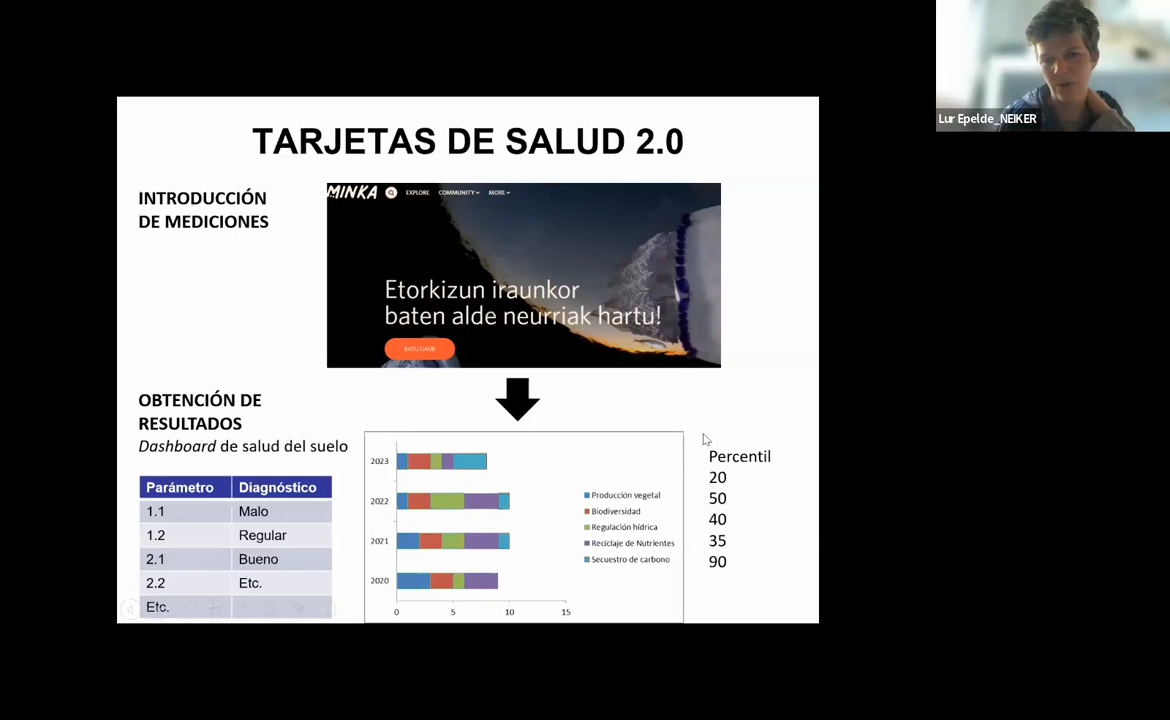 Lur Epelde_NEIKER
TARJETAS DE SALUD 2.0
INTRODUCCIÓN
DE MEDICIONES
MINKA EXPLORE COMMUNITY MORE
Etorkizun iraunkor
baten alde neurriak hartu!
BATU GAUR
OBTENCIÓN DE
RESULTADOS
Dashboard de salud del suelo
Parámetro Diagnóstico
1.1 Malo
1.2 Regular
2.1 Bueno
2.2 Etc.
Etc.
2023
2022
2021
2020
0 5 10 15
Producción vegetal
Biodiversidad
Regulación hídrica
Reciclaje de Nutrientes
Secuestro de carbono
Percentil
20
50
40
35
90